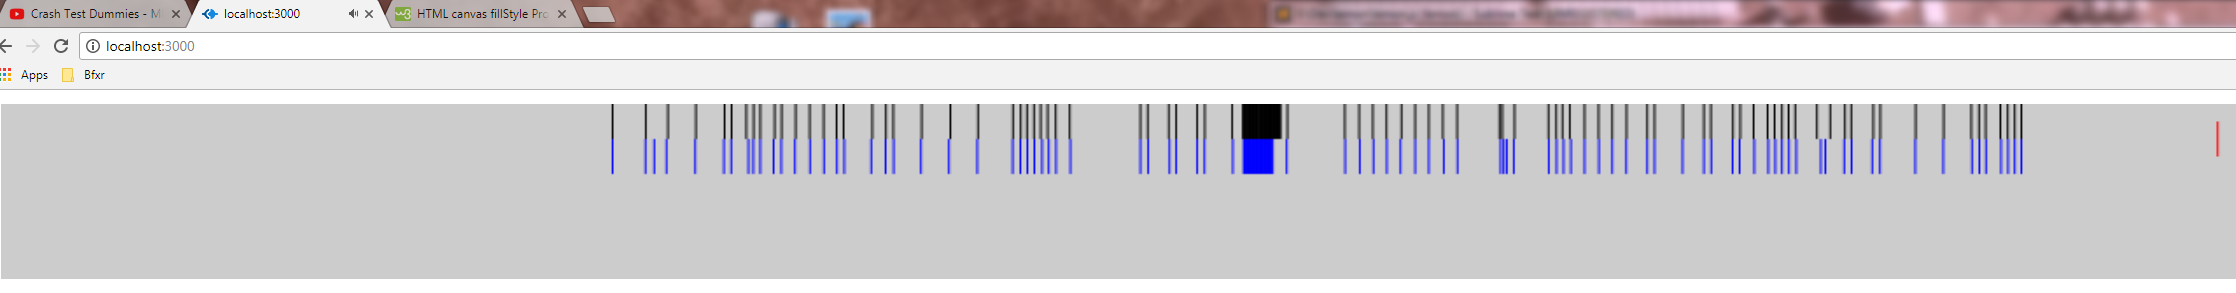 Crash Test Dummies - M
localhost:3000
HTML canvas fillStyle Pro
localhost:3000
Apps
Bfxr